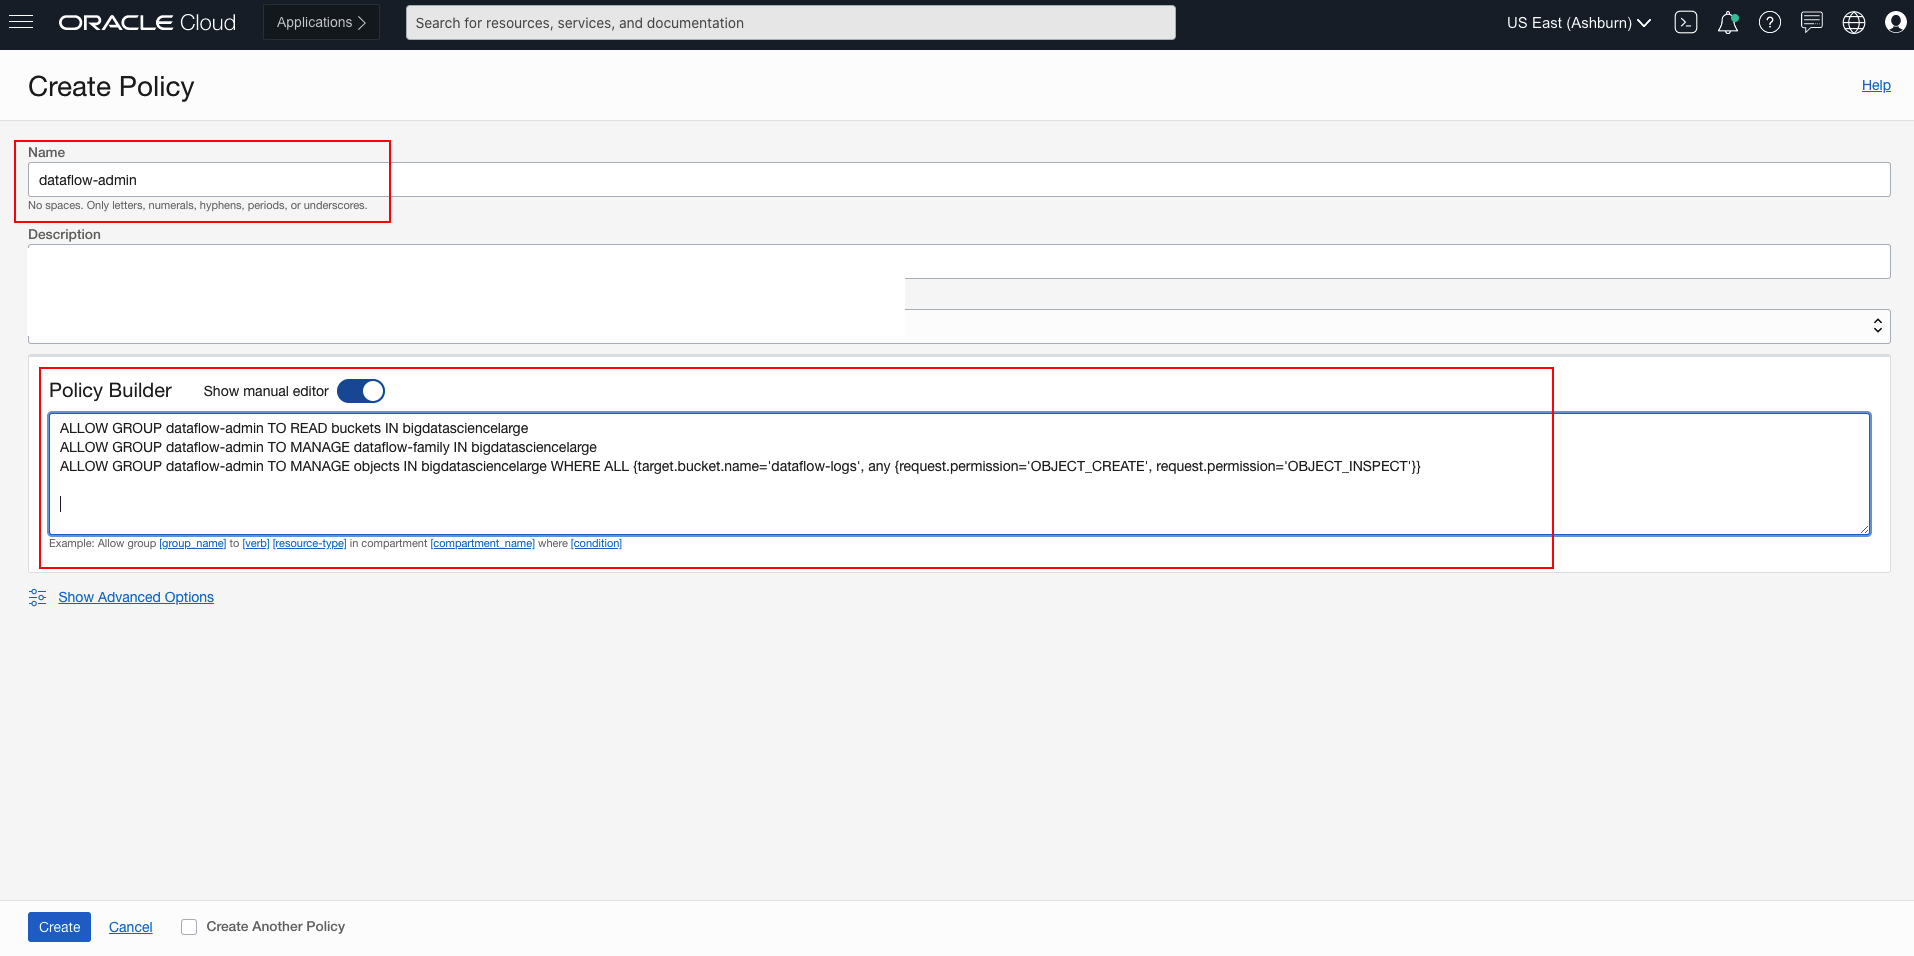 ORACLE Cloud
Applications
Search for resources, services, and documentation
US East (Ashburn)
Create Policy
Help
Name
dataflow-admin
No spaces. Only letters, numerals, hyphens, periods, or underscores.
Description
Policy Builder
Show manual editor
ALLOW GROUP dataflow-admin TO READ buckets IN bigdatasciencelarge
ALLOW GROUP dataflow-admin TO MANAGE dataflow-family IN bigdatasciencelarge
ALLOW GROUP dataflow-admin TO MANAGE objects IN bigdatasciencelarge WHERE ALL {target.bucket.name='dataflow-logs', any {request.permission='OBJECT_CREATE', request.permission='OBJECT_INSPECT'}}
Example: Allow group [group_name] to [verb] [resource-type] in compartment [compartment_name] where [condition]
Show Advanced Options
Create
Cancel
Create Another Policy